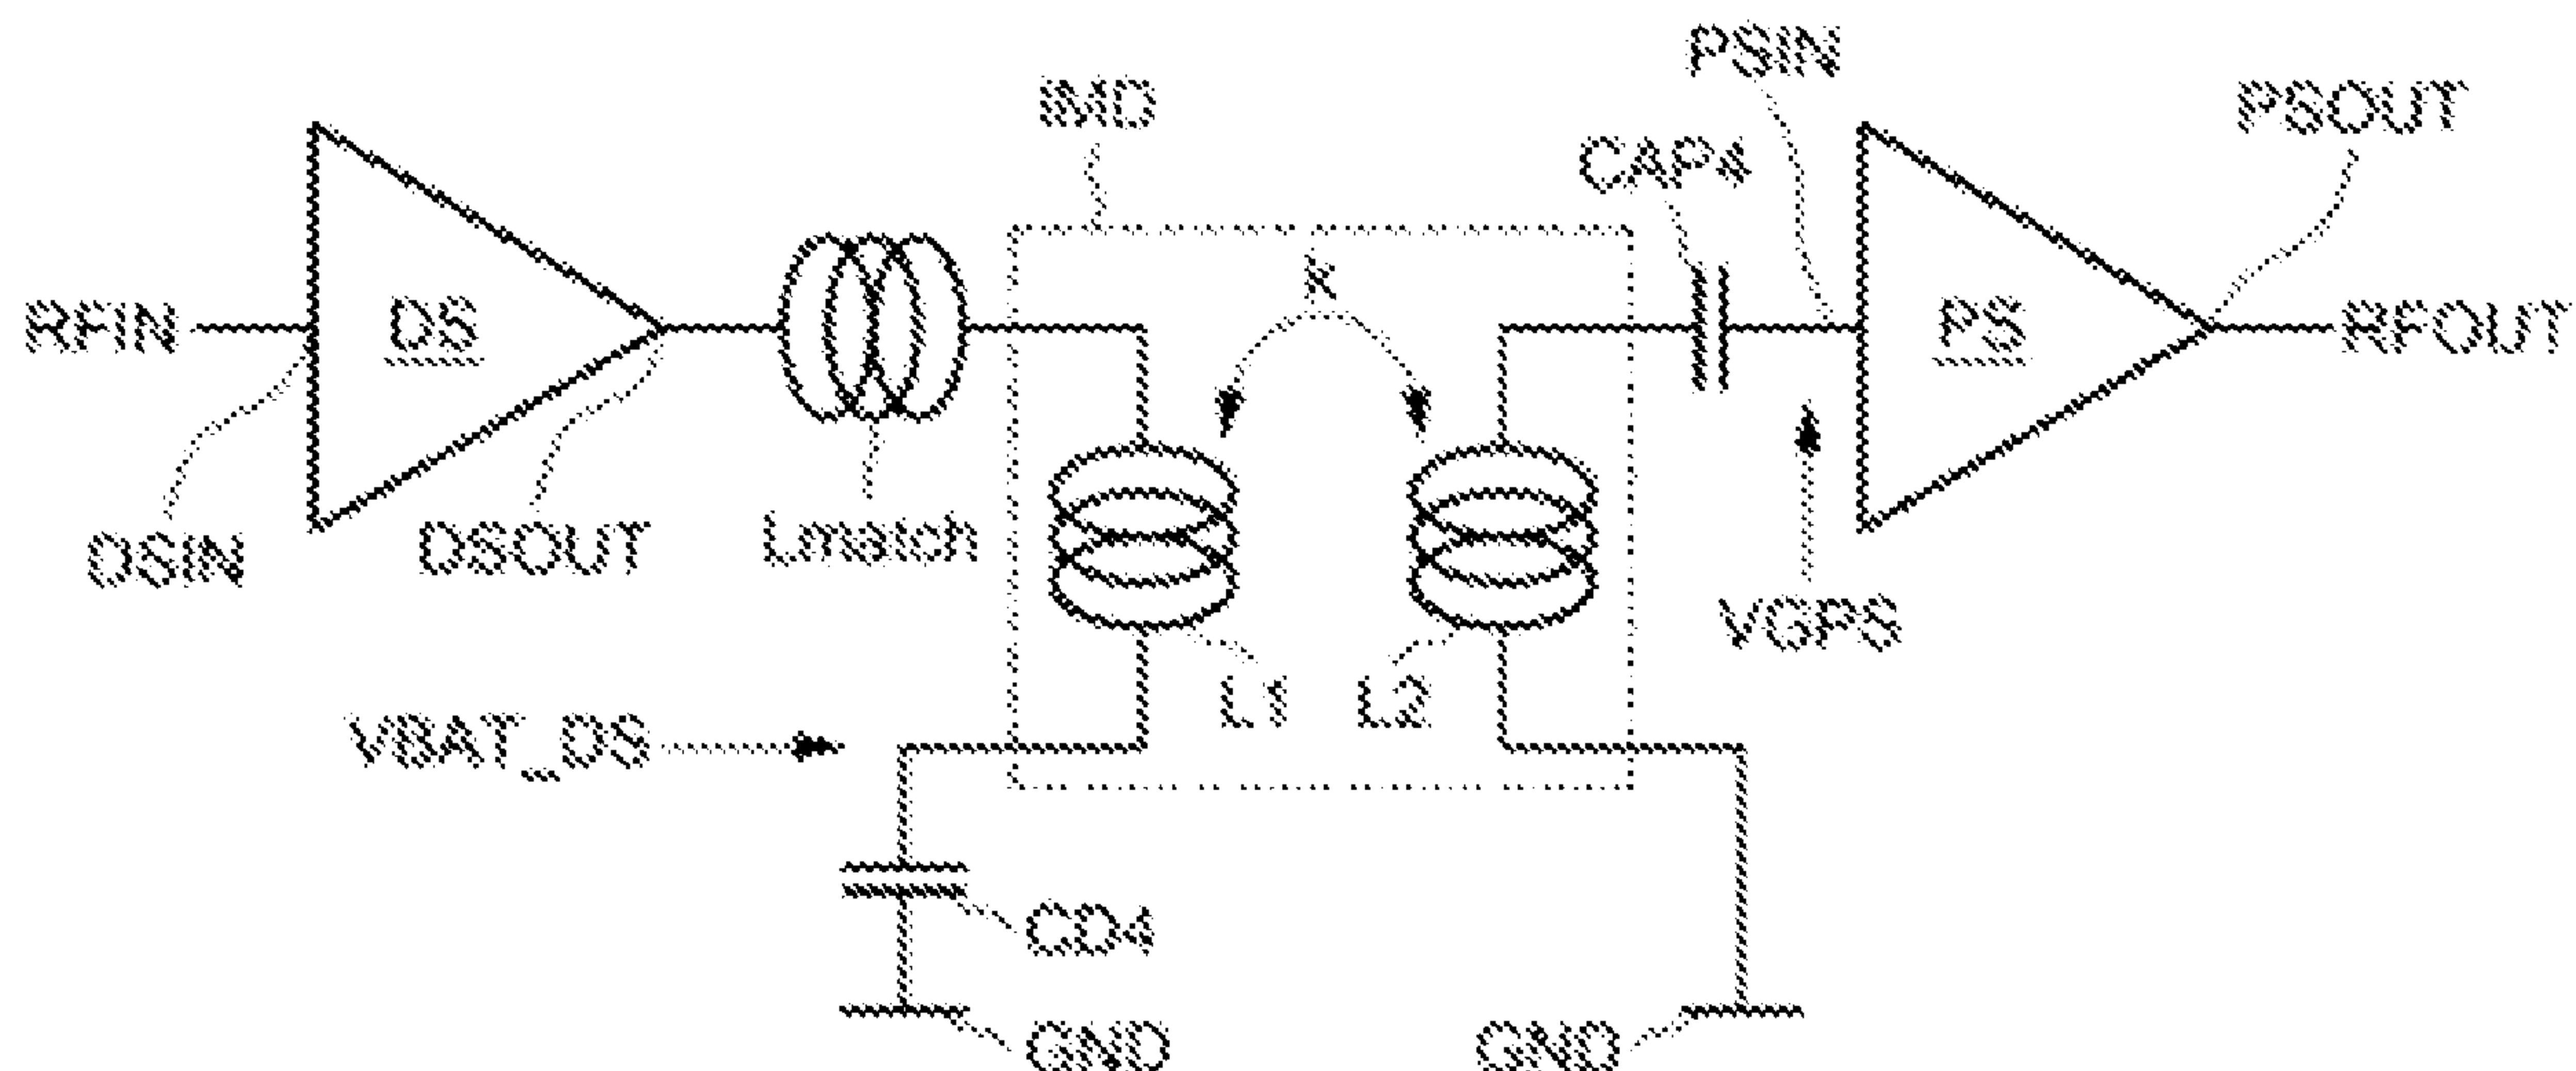 PSIN
IMD
PSOUT
CAP4
K
RFIN
DS
PS
RFOUT
DSIN
DSOUT
Lmatch
VGPS
L1
L2
VBAT_DS
CD4
GND
GND